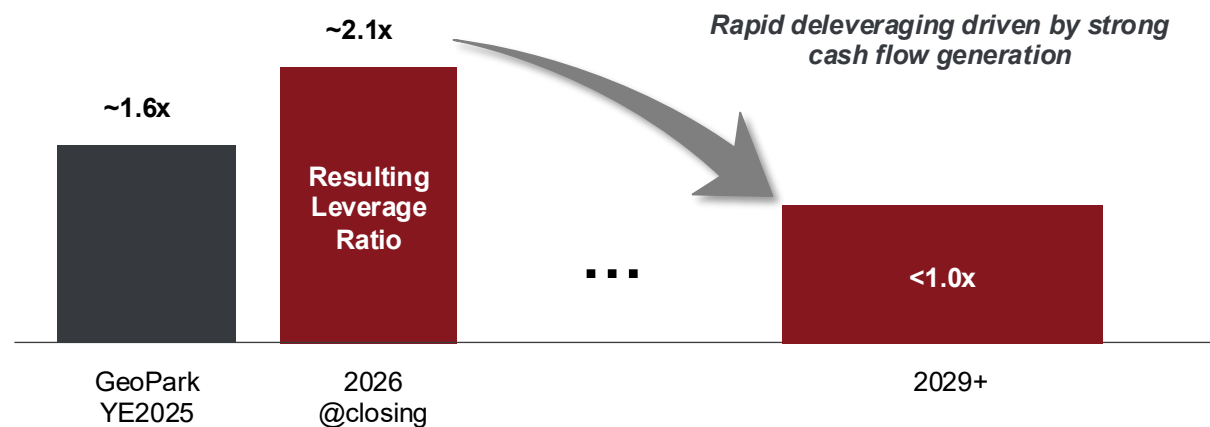 ~2.1x
Rapid deleveraging driven by strong
cash flow generation
~1.6x
Resulting
Leverage
Ratio
...
<1.0x
GeoPark
YE2025
2026
@closing
2029+